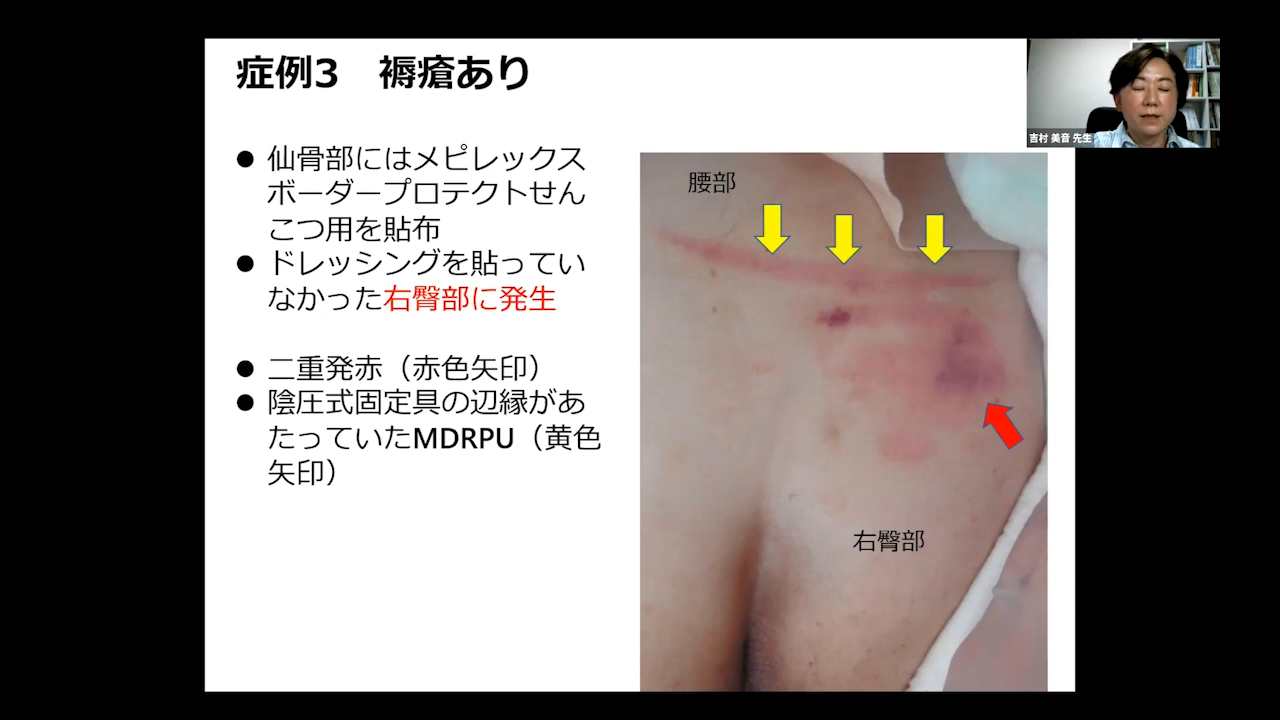 症例3　褥瘡あり
● 仙骨部にはメピレックス
ボーダープロテクトせん
こつ用を貼布
● ドレッシングを貼ってい
なかった右臀部に発生
● 二重発赤（赤色矢印）
● 陰圧式固定具の辺縁があ
たっていたMDRPU（黄色
矢印）
腰部
右臀部
吉村 美音 先生